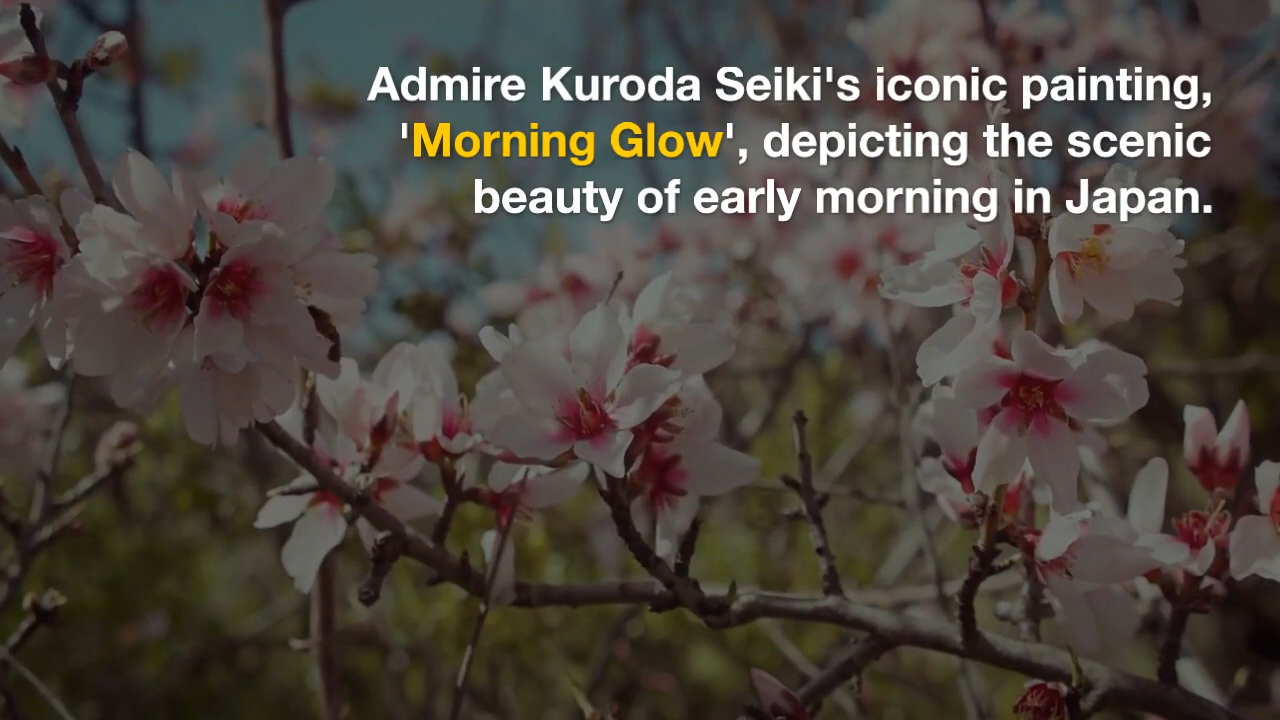 Admire Kuroda Seiki's iconic painting,
'Morning Glow', depicting the scenic
beauty of early morning in Japan.